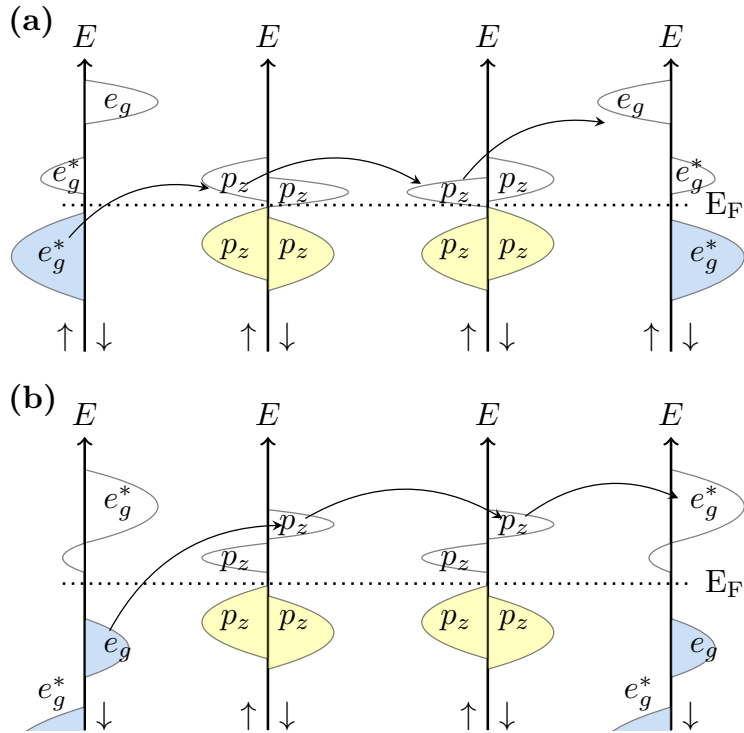 (a)
E E E E
e_g e_g
e_g^* p_z p_z p_z p_z e_g^*
E_F
e_g^* p_z p_z p_z p_z e_g^*
↑ ↓ ↑ ↓ ↑ ↓ ↑ ↓
(b)
E E E E
e_g^* e_g^*
p_z p_z
p_z p_z
E_F
e_g p_z p_z p_z p_z e_g
e_g^* e_g^*
↓ ↑ ↓ ↑ ↓ ↓